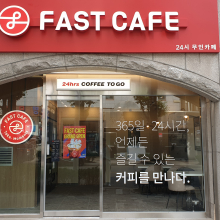 FAST CAFE
24시 무인카페
24hrs COFFEE TO GO
FAST CAFE
365일·24시간
언제든
즐길 수 있는
커피를 만나다.